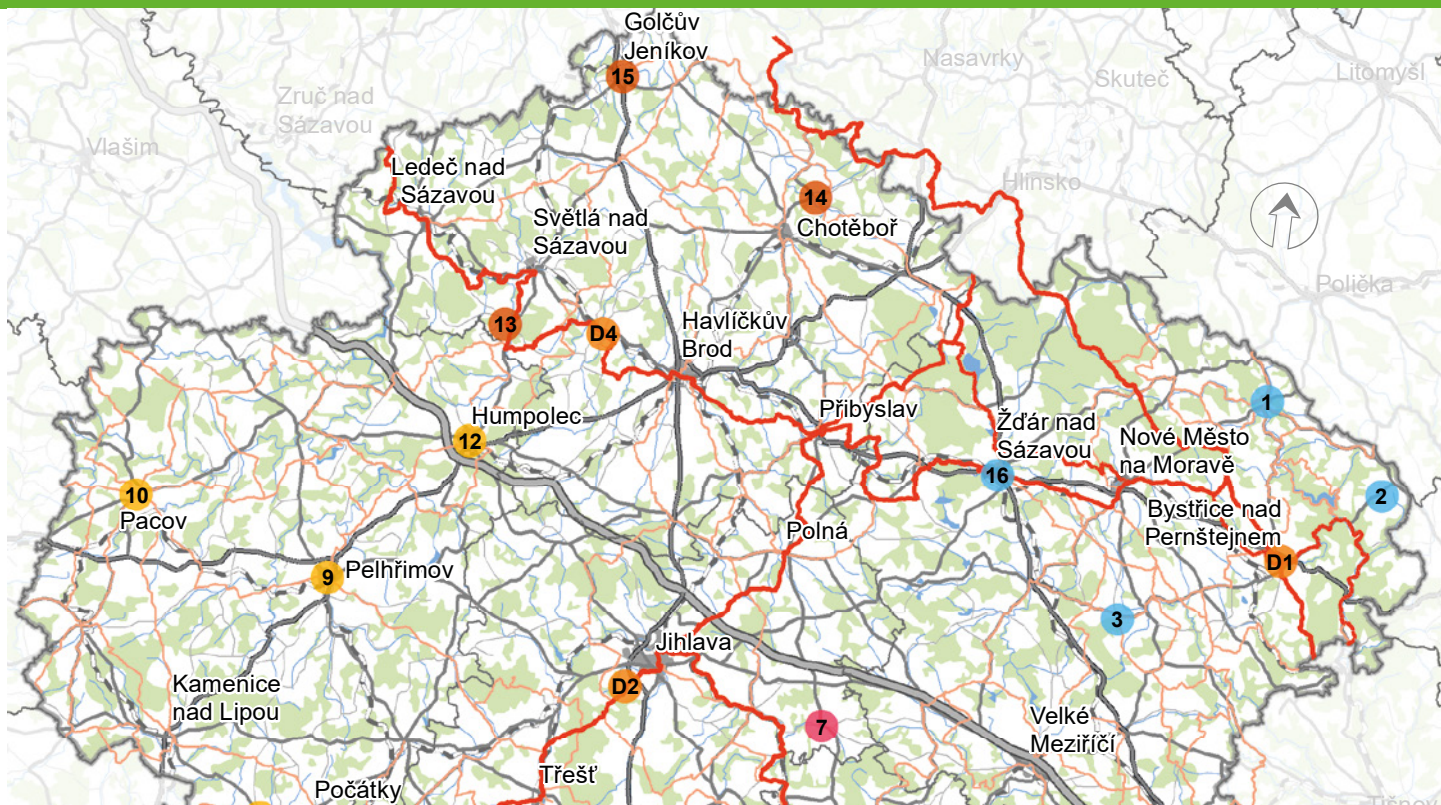 Golčův
Jeníkov
15
Nasavrky
Skuteč
Litomyšl
Zruč nad
Sázavou
Vlašim
Ledeč nad
Sázavou
Hlinsko
14
Chotěboř
Světlá nad
Sázavou
Polička
13
D4
Havlíčkův
Brod
1
Humpolec
12
Přibyslav
Žďár nad
Sázavou
16
Nové Město
na Moravě
10
Pacov
2
Bystřice nad
Pernštejnem
D1
Polná
9
Pelhřimov
3
Jihlava
D2
Kamenice
nad Lipou
7
Velké
Meziříčí
Třešť
Počátky